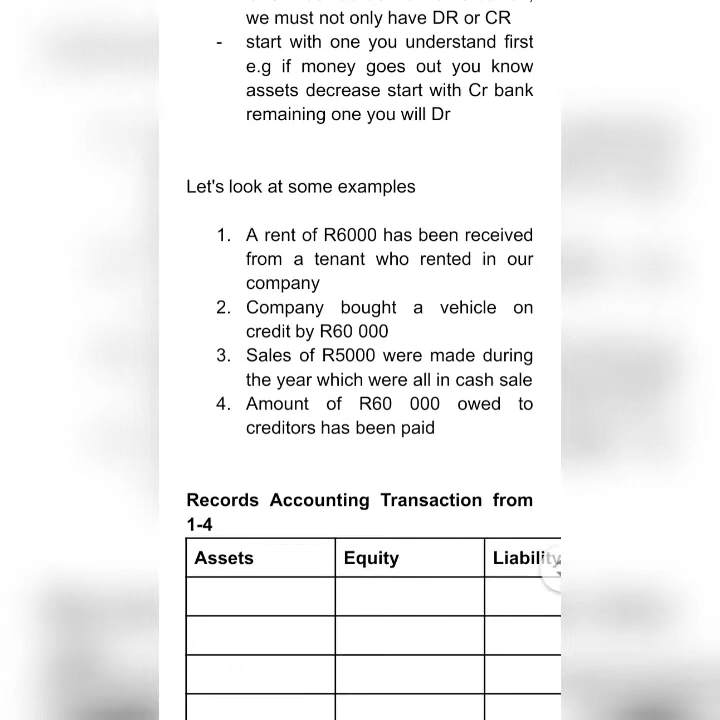 we must not only have DR or CR
- start with one you understand first
e.g if money goes out you know
assets decrease start with Cr bank
remaining one you will Dr
Let's look at some examples
1. A rent of R6000 has been received
from a tenant who rented in our
company
2. Company bought a vehicle on
credit by R60 000
3. Sales of R5000 were made during
the year which were all in cash sale
4. Amount of R60 000 owed to
creditors has been paid
Records Accounting Transaction from
1-4
Assets Equity Liability